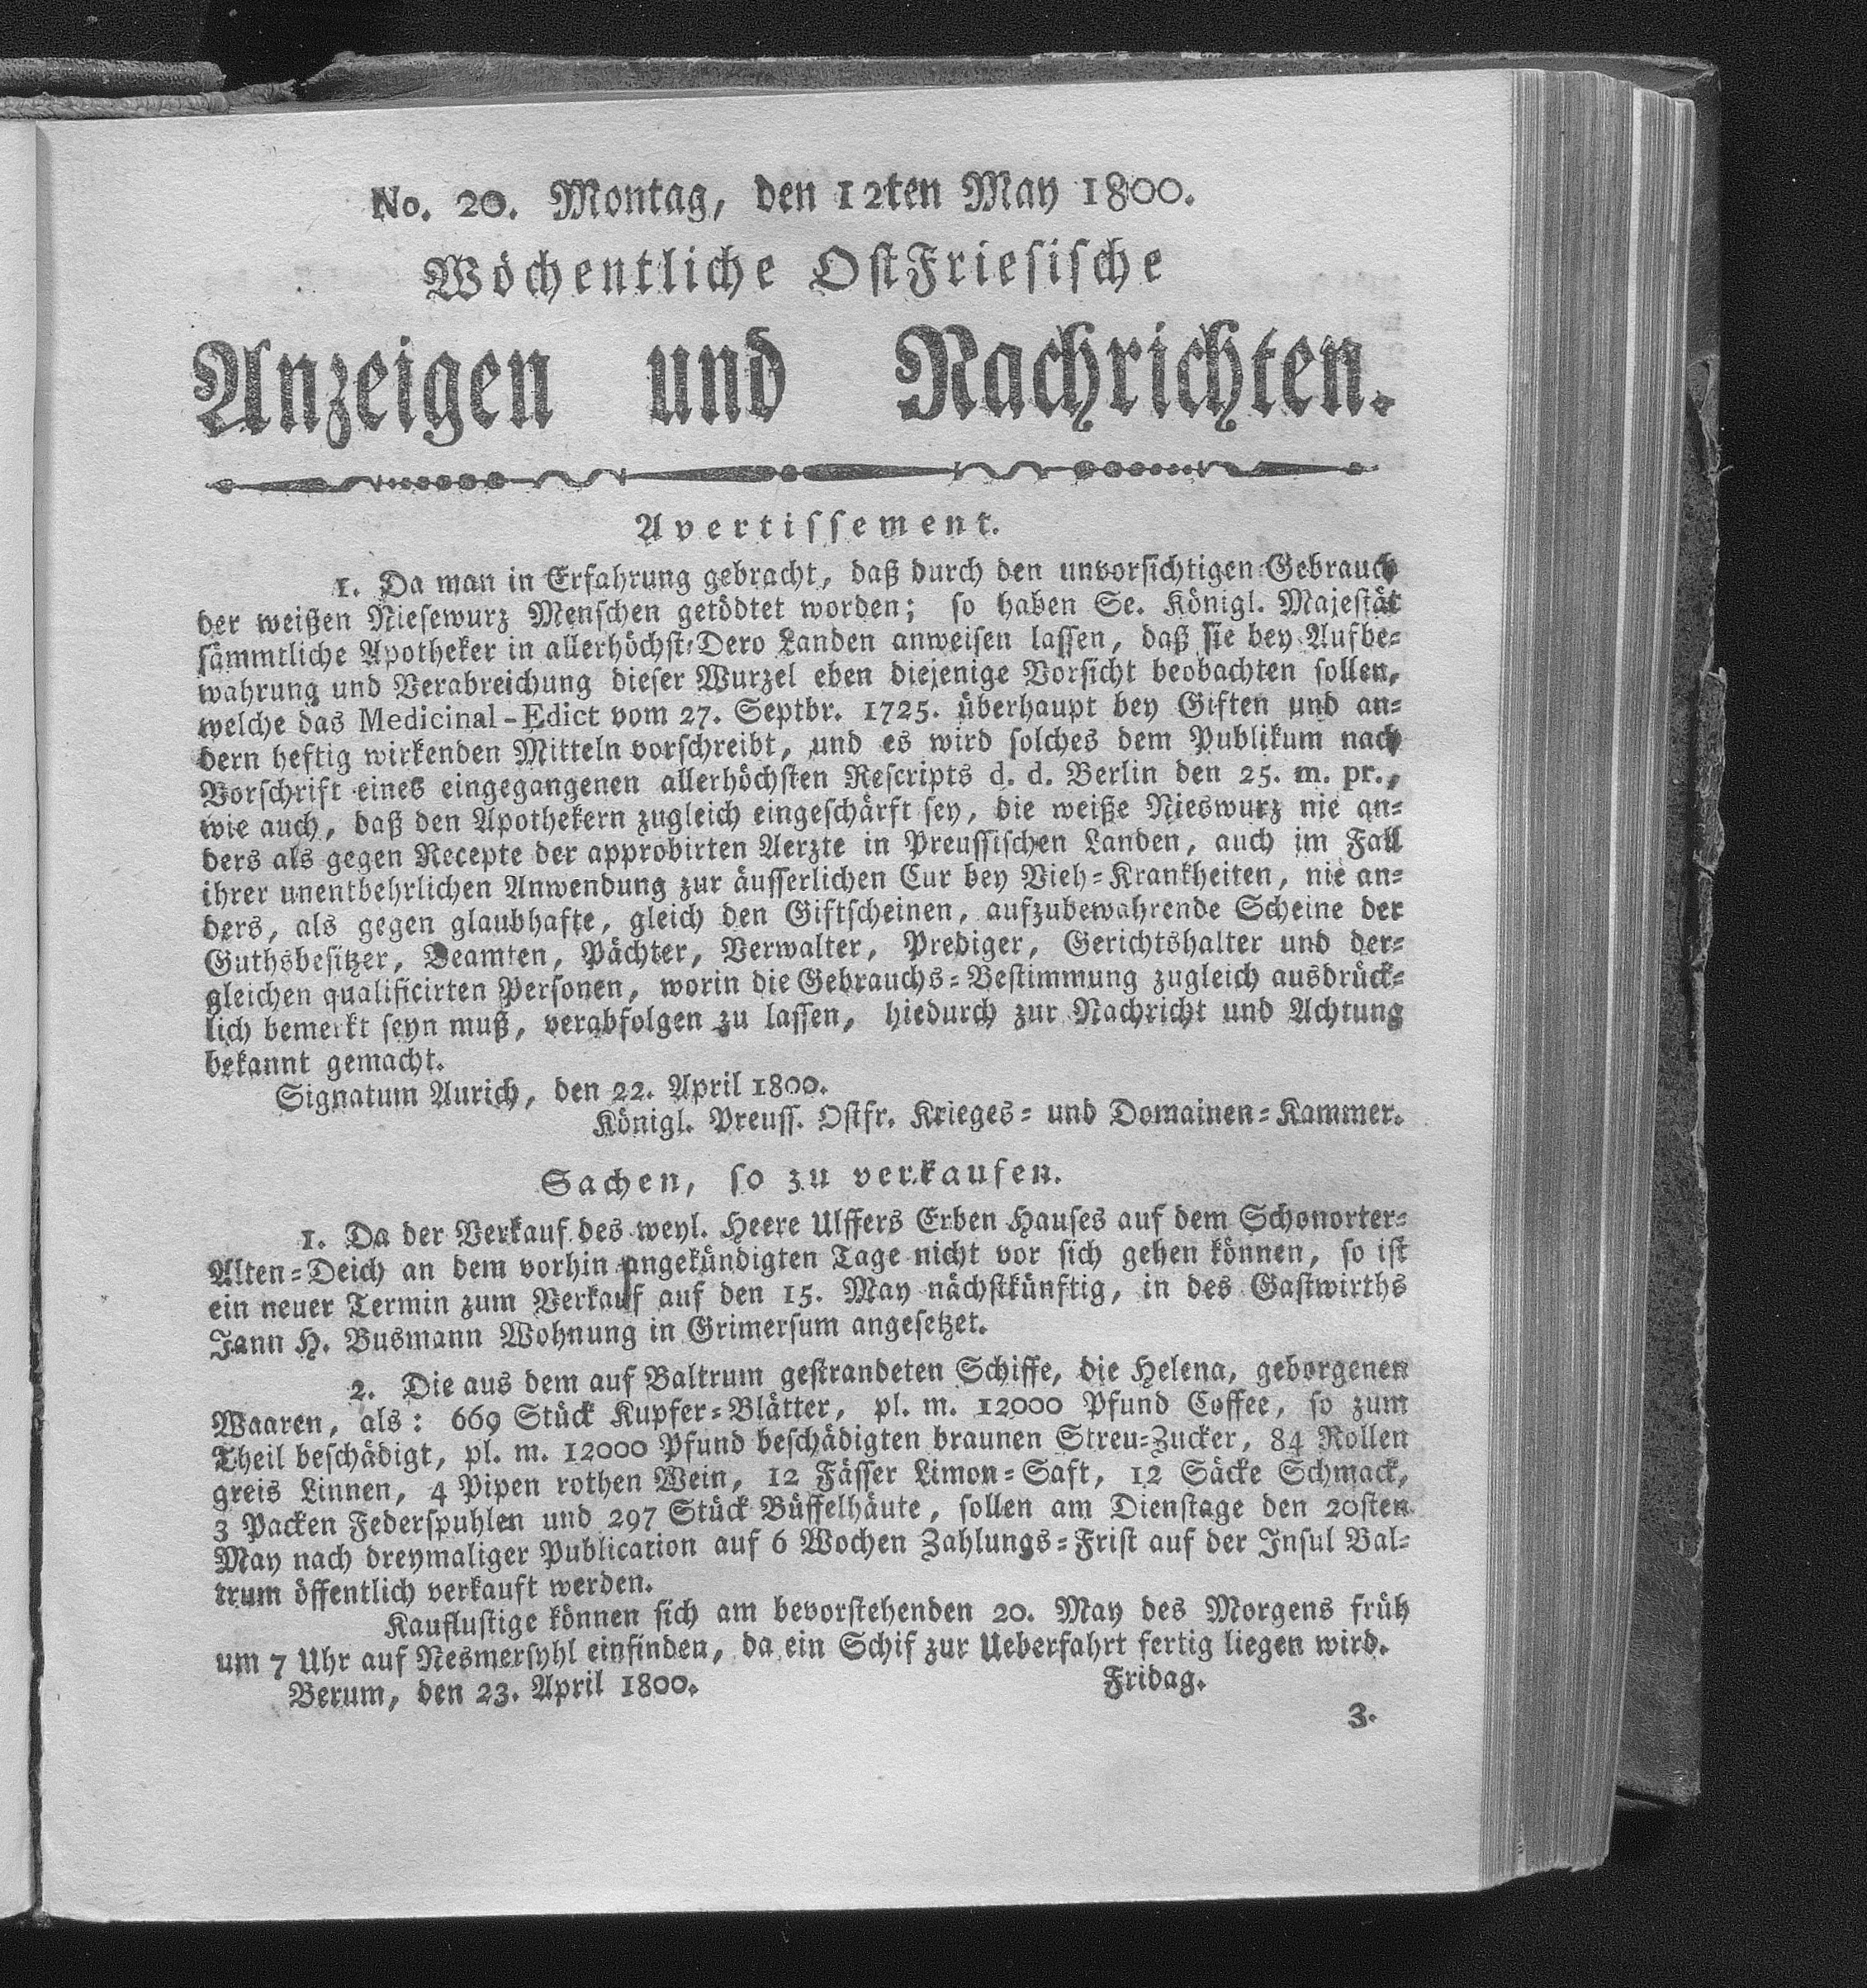 No. 20. Montag, den 12ten May 1800.
Wöchentliche OstFriesische
Anzeigen und Nachrichten.
Avertissement.
1. Da man in Erfahrung gebracht, daß durch den unvorsichtigen Gebrauch
der weißen Niesewurz Menschen getödtet worden; so haben Se. Königl. Majestät
sämmtliche Apotheker in allerhöchst-Dero Landen anweisen lassen, daß sie bey Aufbe-
wahrung und Verabreichung dieser Wurzel eben diejenige Vorsicht beobachten sollen,
welche das Medicinal-Edict vom 27. Septbr. 1725. überhaupt bey Giften und an-
dern heftig wirkenden Mitteln vorschreibt, und es wird solches dem Publikum nach
Vorschrift eines eingegangenen allerhöchsten Rescripts d. d. Berlin den 25. m. pr.,
wie auch, daß den Apothekern zugleich eingeschärft sey, die weiße Nieswurz nie an-
ders als gegen Recepte der approbirten Aerzte in Preussischen Landen, auch im Fall
ihrer unentbehrlichen Anwendung zur äusserlichen Cur bey Vieh-Krankheiten, nie an-
ders, als gegen glaubhafte, gleich den Giftscheinen, aufzubewahrende Scheine der
Guthsbesitzer, Beamten, Pächter, Verwalter, Prediger, Gerichtshalter und der-
gleichen qualificirten Personen, worin die Gebrauchs-Bestimmung zugleich ausdrück-
lich bemerkt seyn muß, verabfolgen zu lassen, hiedurch zur Nachricht und Achtung
bekannt gemacht.
Signatum Aurich, den 22. April 1800.
Königl. Preuss. Ostfr. Krieges- und Domainen-Kammer.
Sachen, so zu verkaufen.
1. Da der Verkauf des weyl. Heere Ulffers Erben Hauses auf dem Schonorter-
Alten-Deich an dem vorhin angekündigten Tage nicht vor sich gehen können, so ist
ein neuer Termin zum Verkauf auf den 15. May nächstkünftig, in des Gastwirths
Jann H. Busmann Wohnung in Grimersum angesetzet.
2. Die aus dem auf Baltrum gestrandeten Schiffe, die Helena, geborgenen
Waaren, als: 669 Stück Kupfer-Blätter, pl. m. 12000 Pfund Coffee, so zum
Theil beschädigt, pl. m. 12000 Pfund beschädigten braunen Streu-Zucker, 84 Rollen
greis Linnen, 4 Pipen rothen Wein, 12 Fässer Limon-Saft, 12 Säcke Schmack,
3 Packen Federspuhlen und 297 Stück Büffelhäute, sollen am Dienstage den 20sten
May nach dreymaliger Publication auf 6 Wochen Zahlungs-Frist auf der Insul Bal-
trum öffentlich verkauft werden.
Kauflustige können sich am bevorstehenden 20. May des Morgens früh
um 7 Uhr auf Nesmersyhl einfinden, da ein Schif zur Ueberfahrt fertig liegen wird.
Berum, den 23. April 1800. Fridag.
3.